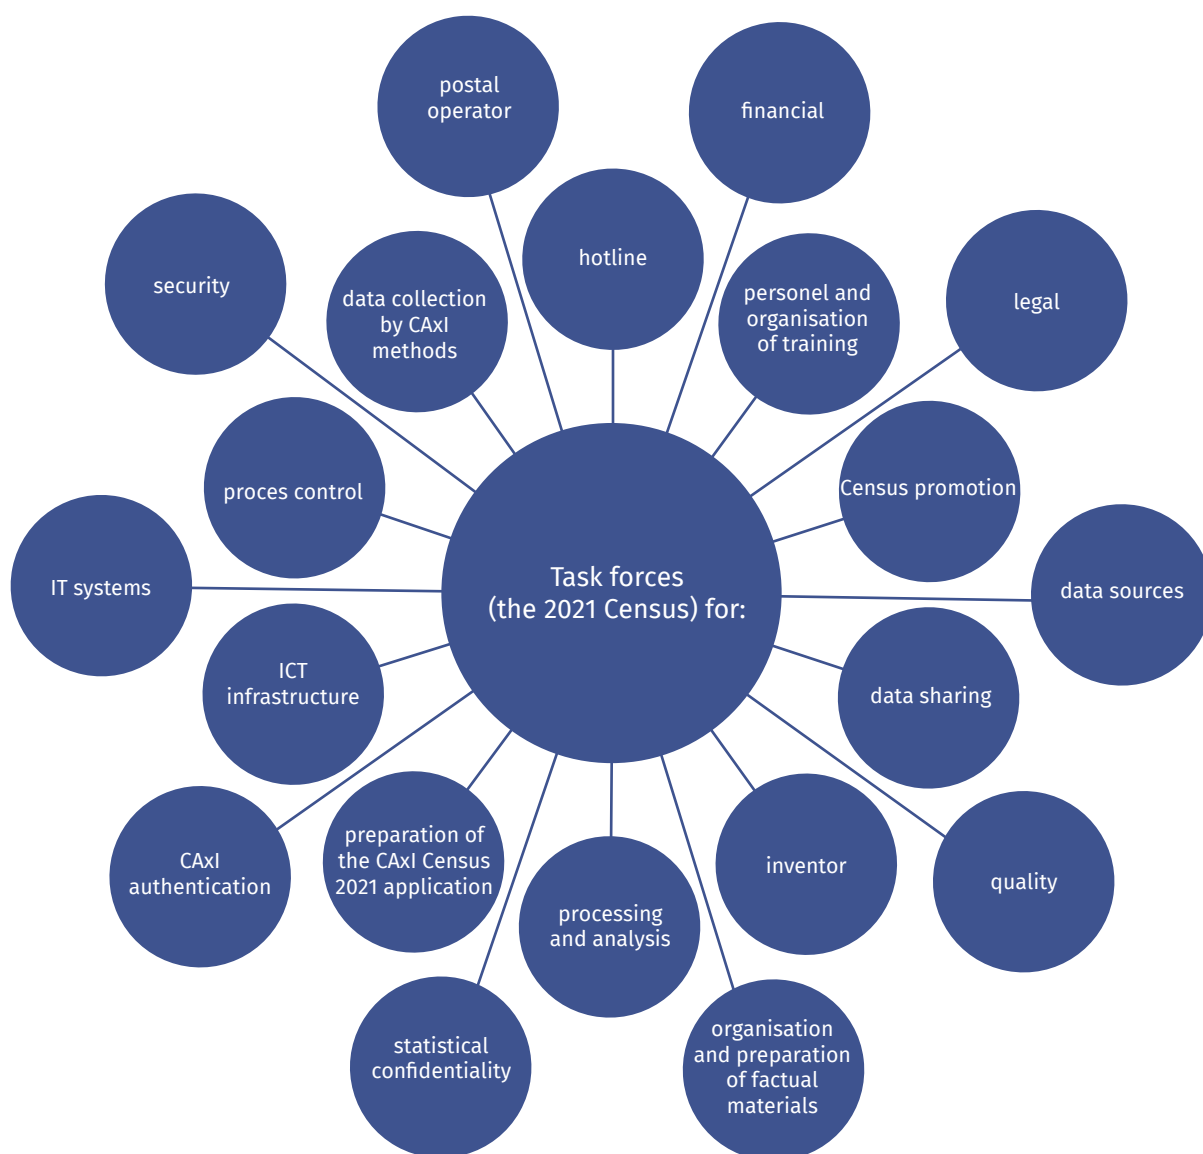 postal
operator
financial
hotline
security
data collection
by CAxI
methods
personel and
organisation
of training
legal
proces control
Census promotion
IT systems
Task forces
(the 2021 Census) for:
data sources
ICT
infrastructure
data sharing
CAxI
authentication
preparation of
the CAxI Census
2021 application
processing
and analysis
inventor
quality
statistical
confidentiality
organisation
and preparation
of factual
materials